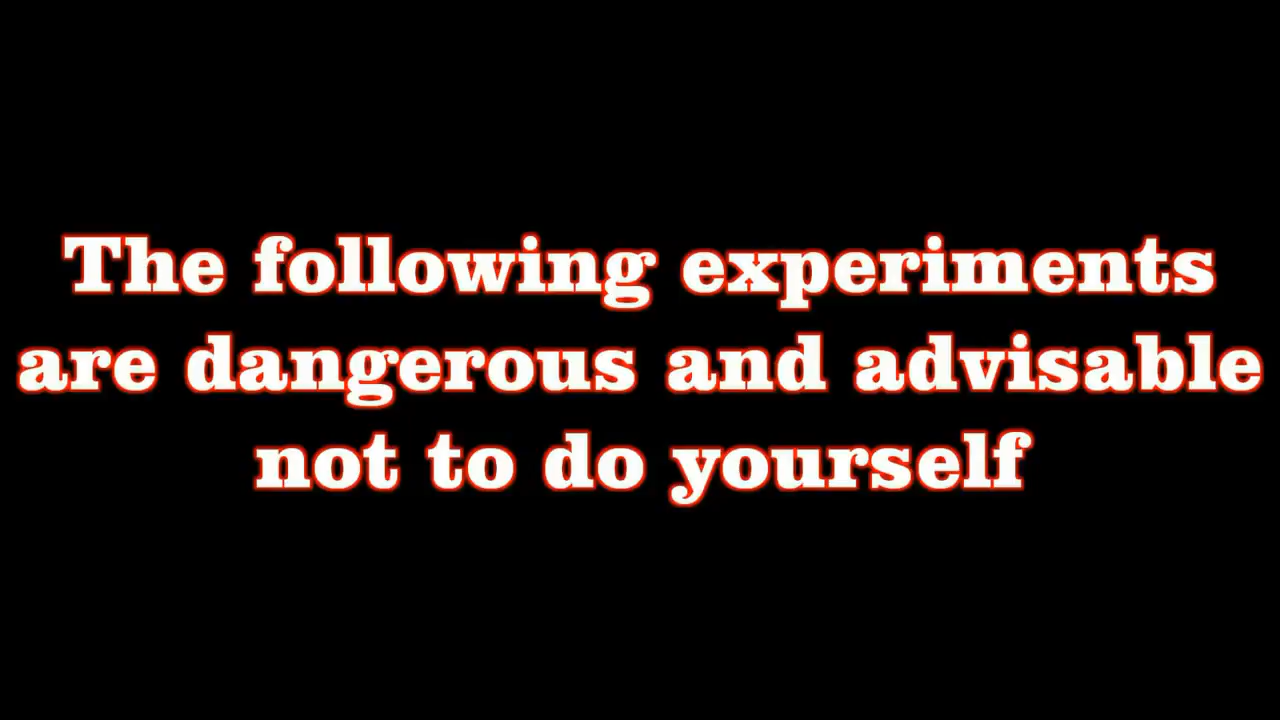 The following experiments
are dangerous and advisable
not to do yourself